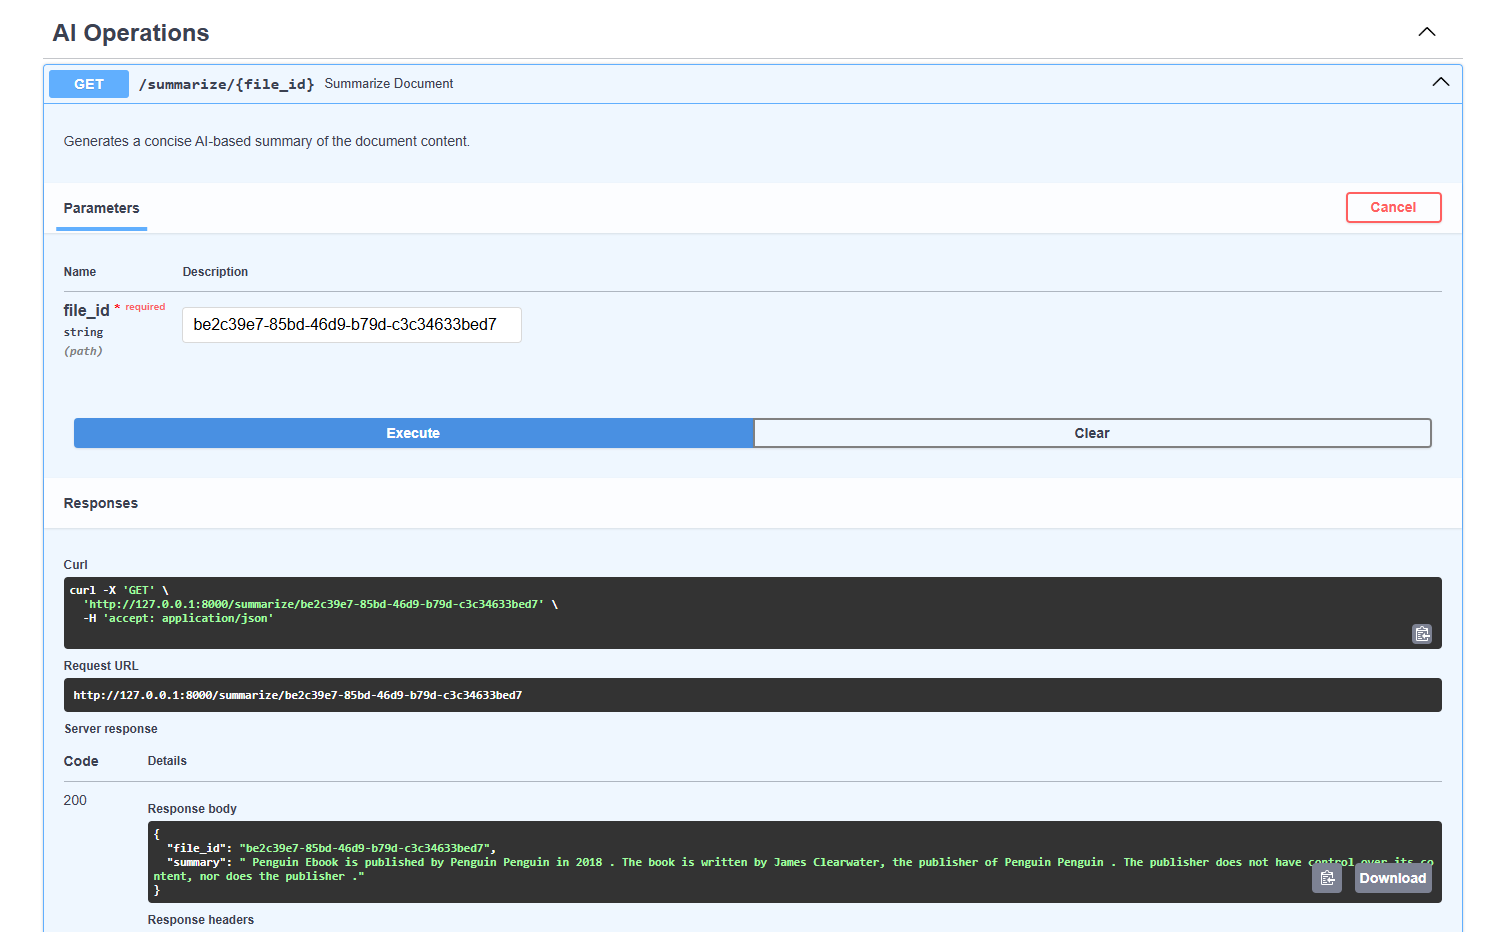 AI Operations
GET /summarize/{file_id} Summarize Document
Generates a concise AI-based summary of the document content.
Parameters
Cancel
Name Description
file_id * required
string
(path)
be2c39e7-85bd-46d9-b79d-c3c34633bed7
Execute Clear
Responses
Curl
curl -X 'GET' \
'http://127.0.0.1:8000/summarize/be2c39e7-85bd-46d9-b79d-c3c34633bed7' \
-H 'accept: application/json'
Request URL
http://127.0.0.1:8000/summarize/be2c39e7-85bd-46d9-b79d-c3c34633bed7
Server response
Code Details
200
Response body
{
"file_id": "be2c39e7-85bd-46d9-b79d-c3c34633bed7",
"summary": " Penguin Ebook is published by Penguin Penguin in 2018 . The book is written by James Clearwater, the publisher of Penguin Penguin . The publisher does not have control over its co
ntent, nor does the publisher ."
}
Download
Response headers